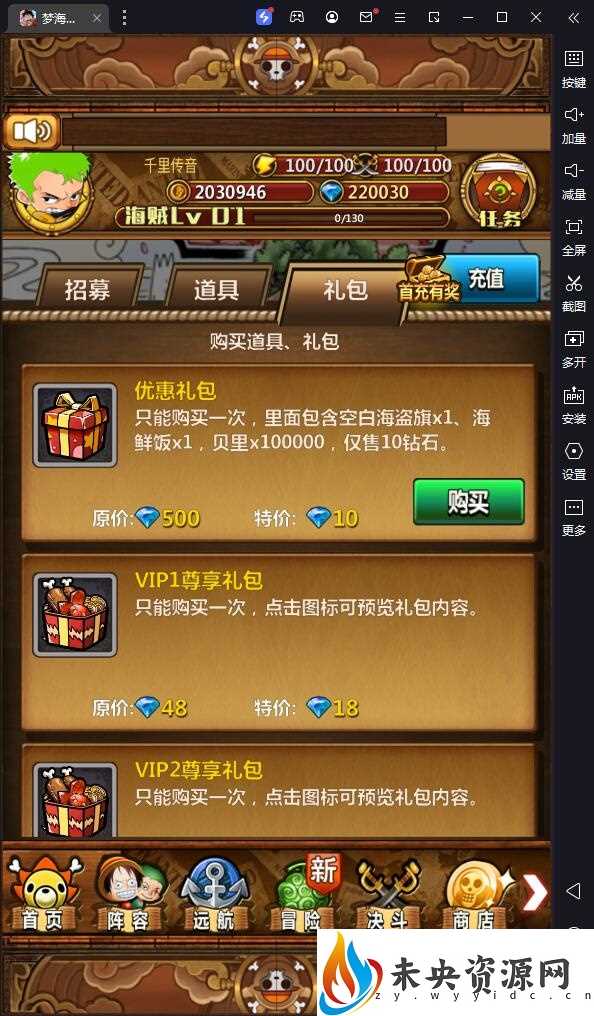 梦海...
按键
加量
减量
全屏
截图
多开
安装
设置
更多
APK
千里传音
100/100
100/100
2030946
220030
海贼Lv 01
0/130
任务
招募
道具
礼包
首充有奖
充值
购买道具、礼包
优惠礼包
只能购买一次，里面包含空白海盗旗x1、海
鲜饭x1，贝里x100000，仅售10钻石。
购买
原价:500
特价:10
VIP1尊享礼包
只能购买一次，点击图标可预览礼包内容。
原价:48
特价:18
VIP2尊享礼包
只能购买一次，点击图标可预览礼包内容。
新
首页
阵容
远航
冒险
决斗
商店
未央资源网
zy.wyyidc.cn